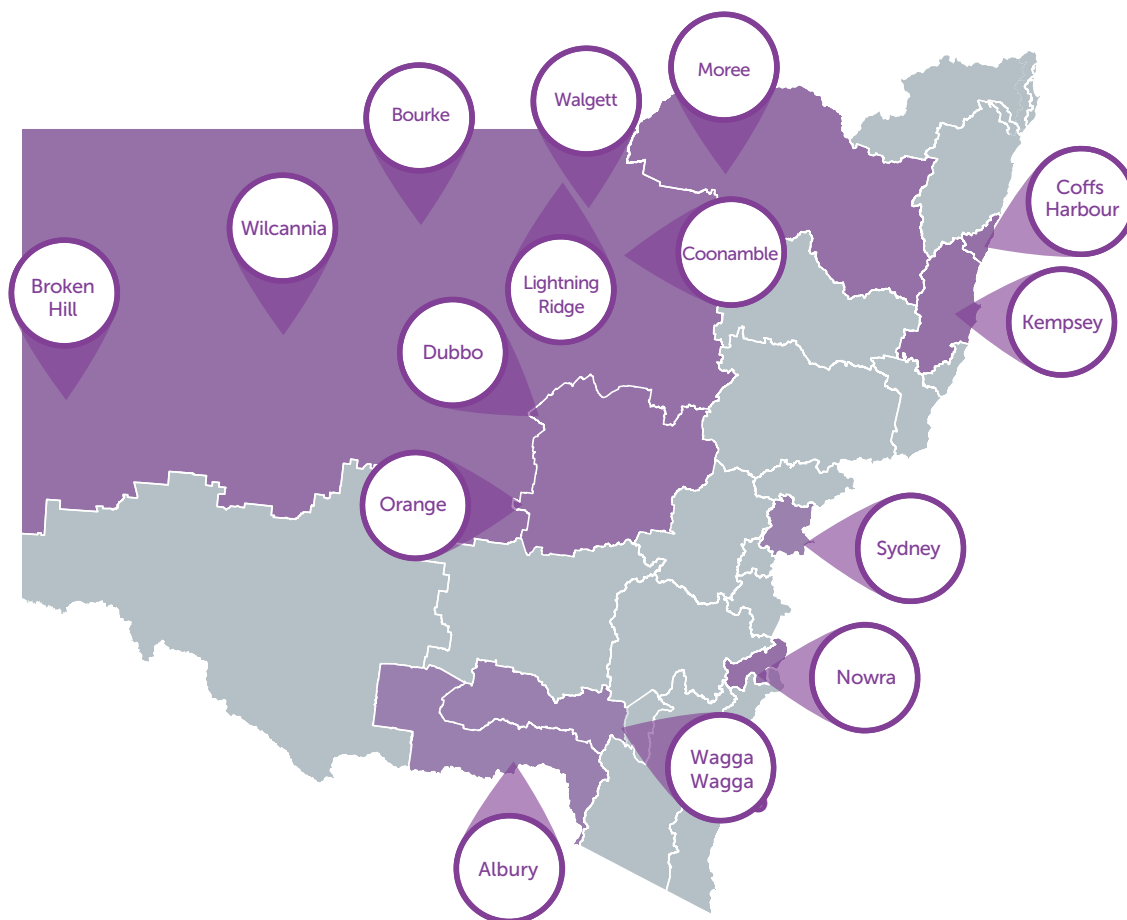 Moree
Walgett
Bourke
Coffs
Harbour
Wilcannia
Coonamble
Broken
Hill
Lightning
Ridge
Kempsey
Dubbo
Orange
Sydney
Nowra
Wagga
Wagga
Albury